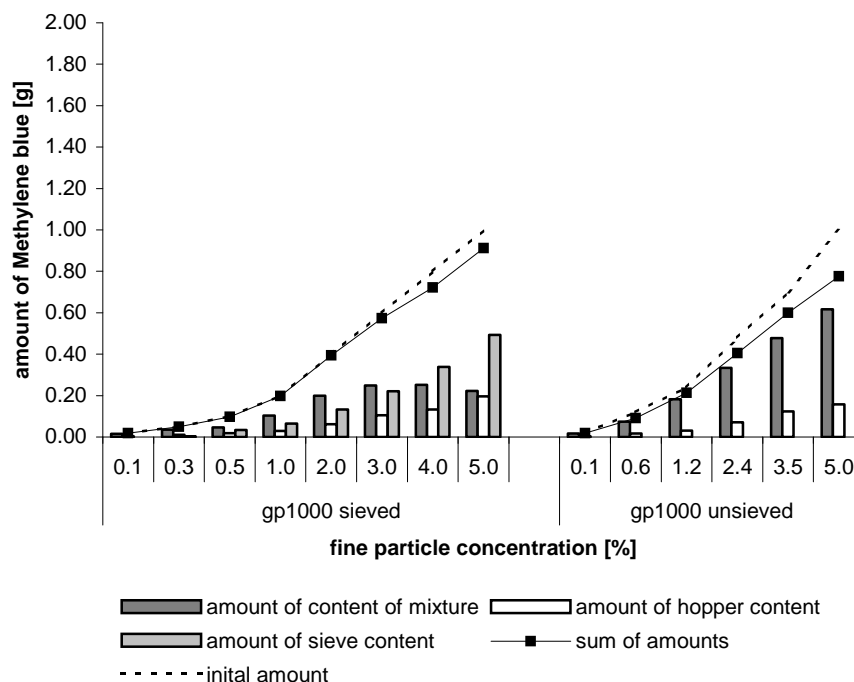 2.00
1.80
1.60
1.40
1.20
1.00
0.80
0.60
0.40
0.20
0.00
amount of Methylene blue [g]
0.1 0.3 0.5 1.0 2.0 3.0 4.0 5.0 0.1 0.6 1.2 2.4 3.5 5.0
gp1000 sieved gp1000 unsieved
fine particle concentration [%]
amount of content of mixture amount of hopper content
amount of sieve content sum of amounts
inital amount